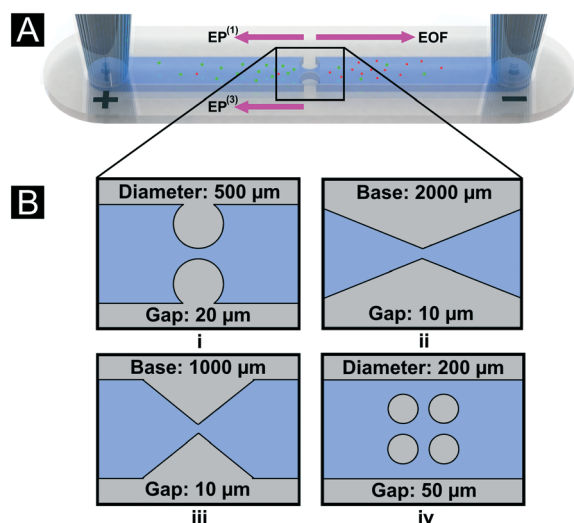 A
EP(1)
EOF
+
−
EP(3)
B
Diameter: 500 µm
Gap: 20 µm
i
Base: 2000 µm
Gap: 10 µm
ii
Base: 1000 µm
Gap: 10 µm
iii
Diameter: 200 µm
Gap: 50 µm
iv